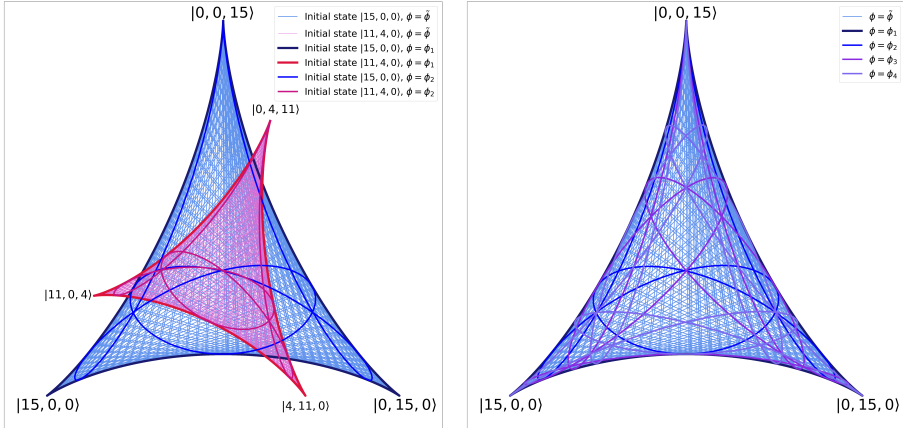 |0, 0, 15⟩
Initial state |15, 0, 0⟩, ϕ = ϕ̃
Initial state |11, 4, 0⟩, ϕ = ϕ̃
Initial state |15, 0, 0⟩, ϕ = ϕ₁
Initial state |11, 4, 0⟩, ϕ = ϕ₁
Initial state |15, 0, 0⟩, ϕ = ϕ₂
Initial state |11, 4, 0⟩, ϕ = ϕ₂
|0, 4, 11⟩
|11, 0, 4⟩
|15, 0, 0⟩
|4, 11, 0⟩
|0, 15, 0⟩
|0, 0, 15⟩
ϕ = ϕ̃
ϕ = ϕ₁
ϕ = ϕ₂
ϕ = ϕ₃
ϕ = ϕ₄
|15, 0, 0⟩
|0, 15, 0⟩